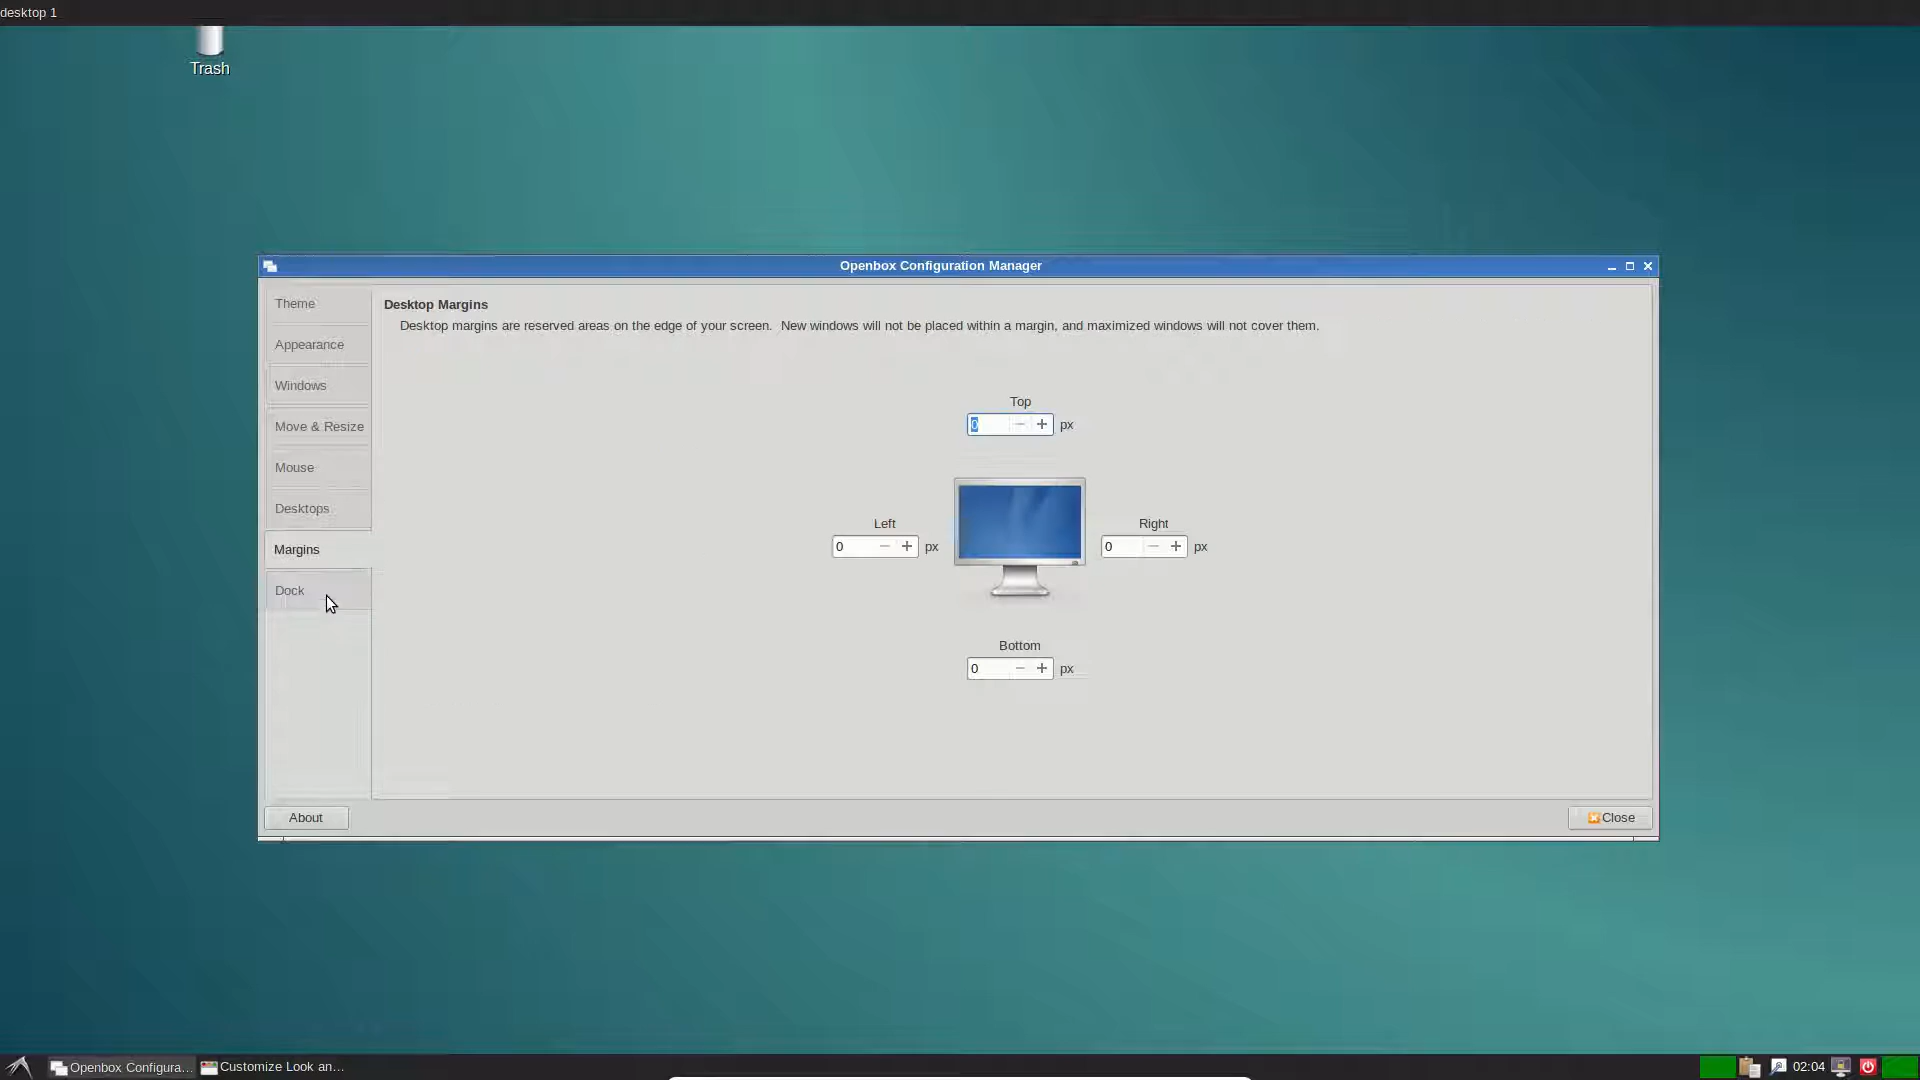 desktop 1
Trash
Openbox Configuration Manager
Theme
Appearance
Windows
Move & Resize
Mouse
Desktops
Margins
Dock
Desktop Margins
Desktop margins are reserved areas on the edge of your screen.  New windows will not be placed within a margin, and maximized windows will not cover them.
Top
0 px
Left
0 px
Right
0 px
Bottom
0 px
About
Close
Openbox Configura...
Customize Look an...
02:04